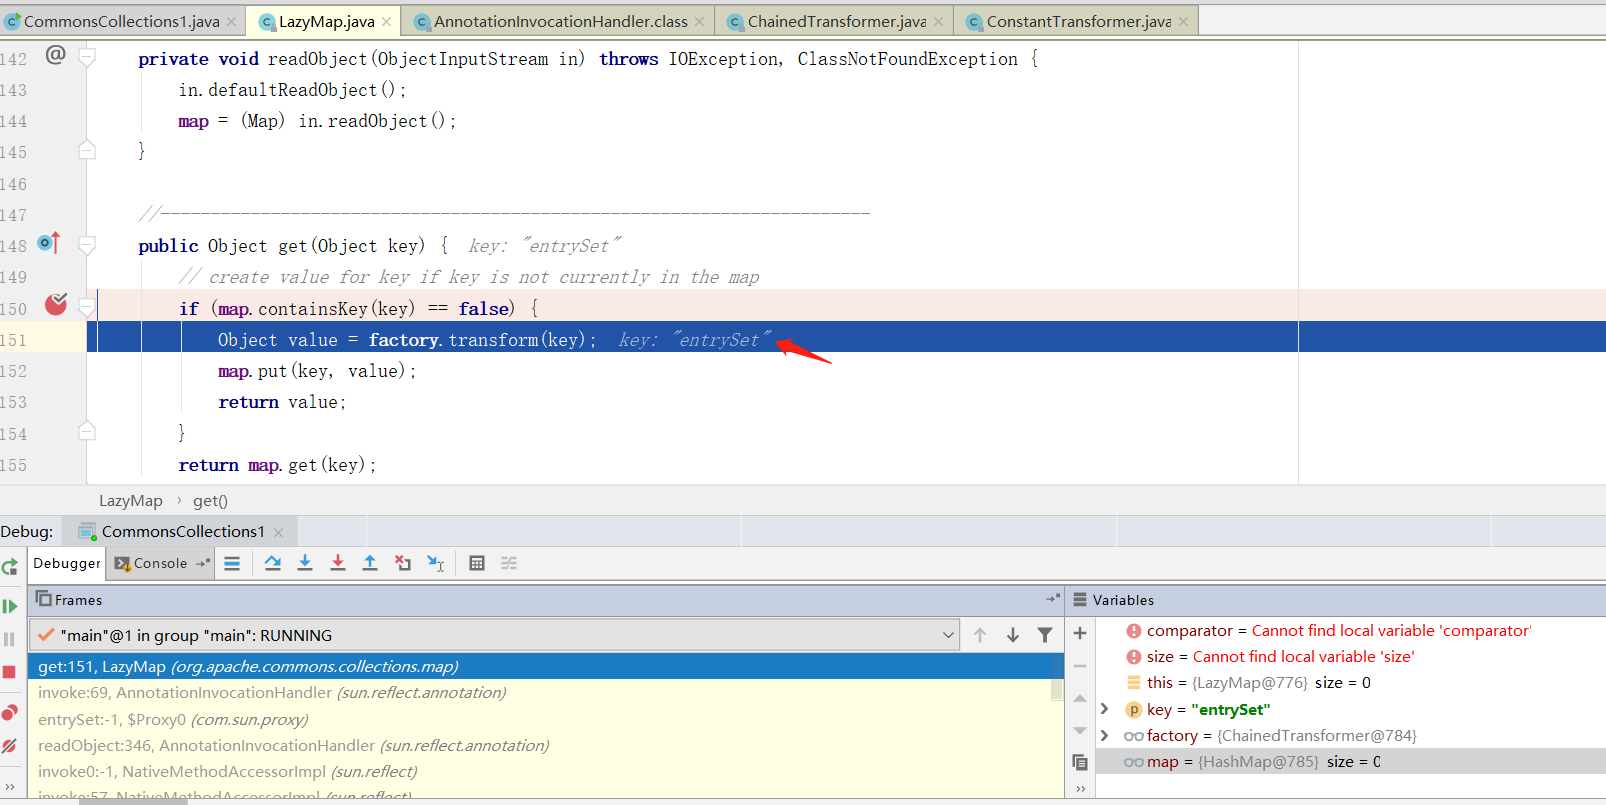 CommonsCollections1.java LazyMap.java AnnotationInvocationHandler.class ChainedTransformer.java ConstantTransformer.java
142 @ private void readObject(ObjectInputStream in) throws IOException, ClassNotFoundException {
143 in.defaultReadObject();
144 map = (Map) in.readObject();
145 }
146
147 //-----------------------------------------------------------------------
148 public Object get(Object key) { key: "entrySet"
149 // create value for key if key is not currently in the map
150 if (map.containsKey(key) == false) {
151 Object value = factory.transform(key); key: "entrySet"
152 map.put(key, value);
153 return value;
154 }
155 return map.get(key);
LazyMap › get()
Debug: CommonsCollections1
Debugger Console
Frames
"main"@1 in group "main": RUNNING
get:151, LazyMap (org.apache.commons.collections.map)
invoke:69, AnnotationInvocationHandler (sun.reflect.annotation)
entrySet:-1, $Proxy0 (com.sun.proxy)
readObject:346, AnnotationInvocationHandler (sun.reflect.annotation)
invoke0:-1, NativeMethodAccessorImpl (sun.reflect)
invoke:57, NativeMethodAccessorImpl (sun.reflect)
Variables
comparator = Cannot find local variable 'comparator'
size = Cannot find local variable 'size'
this = {LazyMap@776} size = 0
key = "entrySet"
factory = {ChainedTransformer@784}
map = {HashMap@785} size = 0